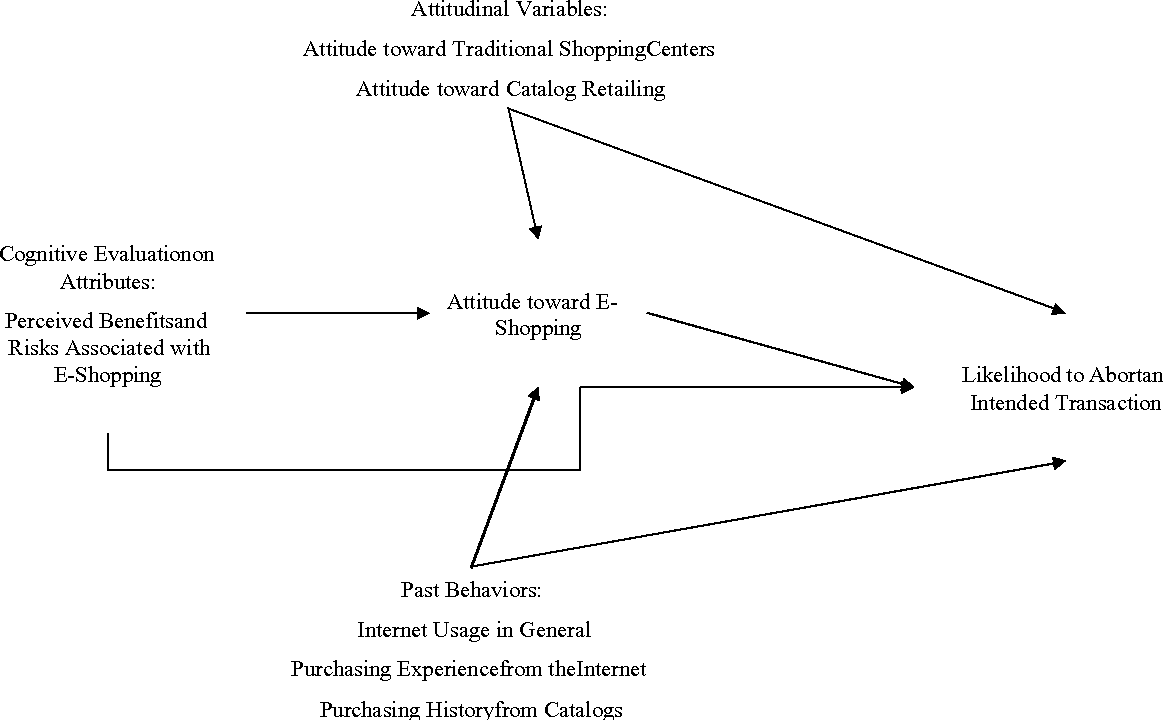 Attitudinal Variables:
Attitude toward Traditional ShoppingCenters
Attitude toward Catalog Retailing
Cognitive Evaluationon
Attributes:
Perceived Benefitsand
Risks Associated with
E-Shopping
Attitude toward E-
Shopping
Likelihood to Abortan
Intended Transaction
Past Behaviors:
Internet Usage in General
Purchasing Experiencefrom theInternet
Purchasing Historyfrom Catalogs